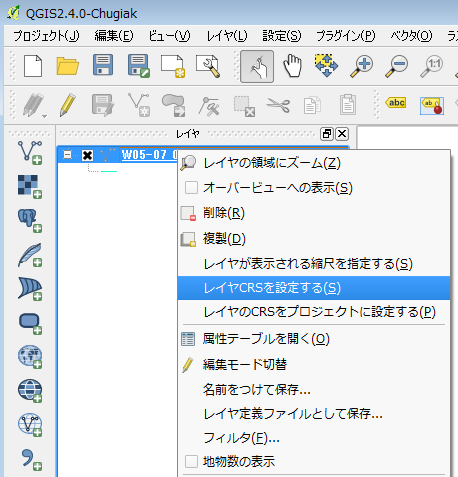 QGIS2.4.0-Chugiak
プロジェクト(J) 編集(E) ビュー(V) レイヤ(L) 設定(S) プラグイン(P) ベクタ(O)
1:1
abc ab
レイヤ
W05-07
レイヤの領域にズーム(Z)
オーバービューへの表示(S)
削除(R)
複製(D)
レイヤが表示される縮尺を指定する(S)
レイヤCRSを設定する(S)
レイヤのCRSをプロジェクトに設定する(P)
属性テーブルを開く(O)
編集モード切替
名前をつけて保存...
レイヤ定義ファイルとして保存...
フィルタ(F)...
地物数の表示